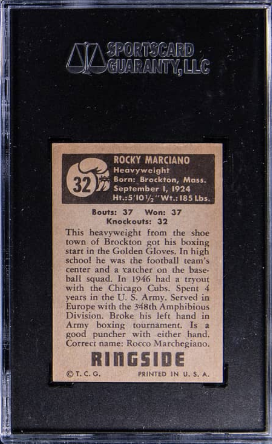 SPORTSCARD
GUARANTY, LLC
32
ROCKY MARCIANO
Heavyweight
Born: Brockton, Mass.
September 1, 1924
Ht.: 5'10½" Wt.: 185 Lbs.
Bouts: 37 Won: 37
Knockouts: 32
This heavyweight from the shoe
town of Brockton got his boxing
start in the Golden Gloves. In high
school he was the football team's
center and a catcher on the base-
ball squad. In 1946 had a tryout
with the Chicago Cubs. Spent 4
years in the U. S. Army. Served in
Europe with the 348th Amphibious
Division. Broke his left hand in
Army boxing tournament. Is a
good puncher with either hand.
Correct name: Rocco Marchegiano.
RINGSIDE
© T. C. G. PRINTED IN U. S. A.